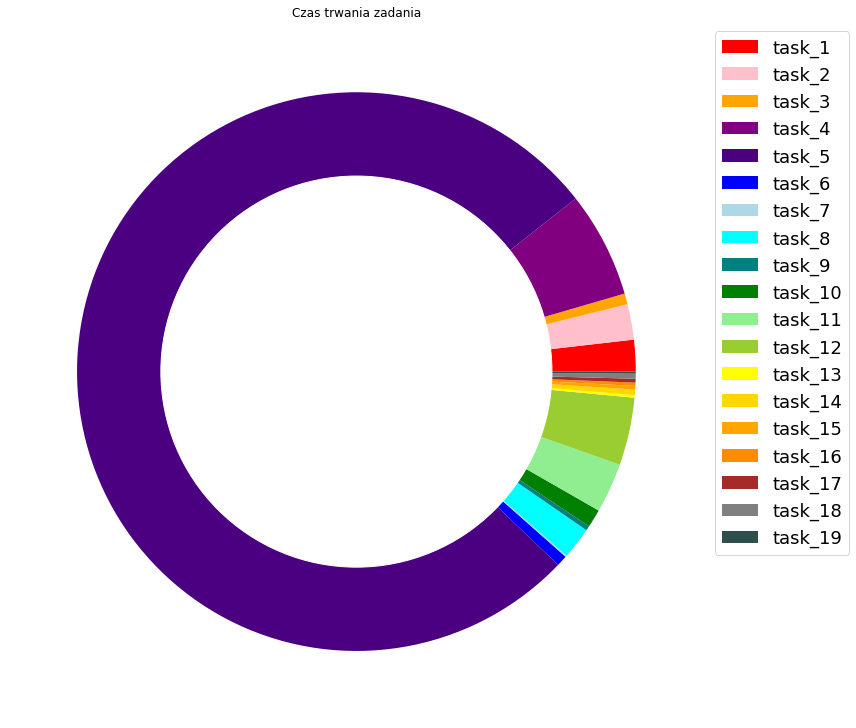 Czas trwania zadania
task_1
task_2
task_3
task_4
task_5
task_6
task_7
task_8
task_9
task_10
task_11
task_12
task_13
task_14
task_15
task_16
task_17
task_18
task_19